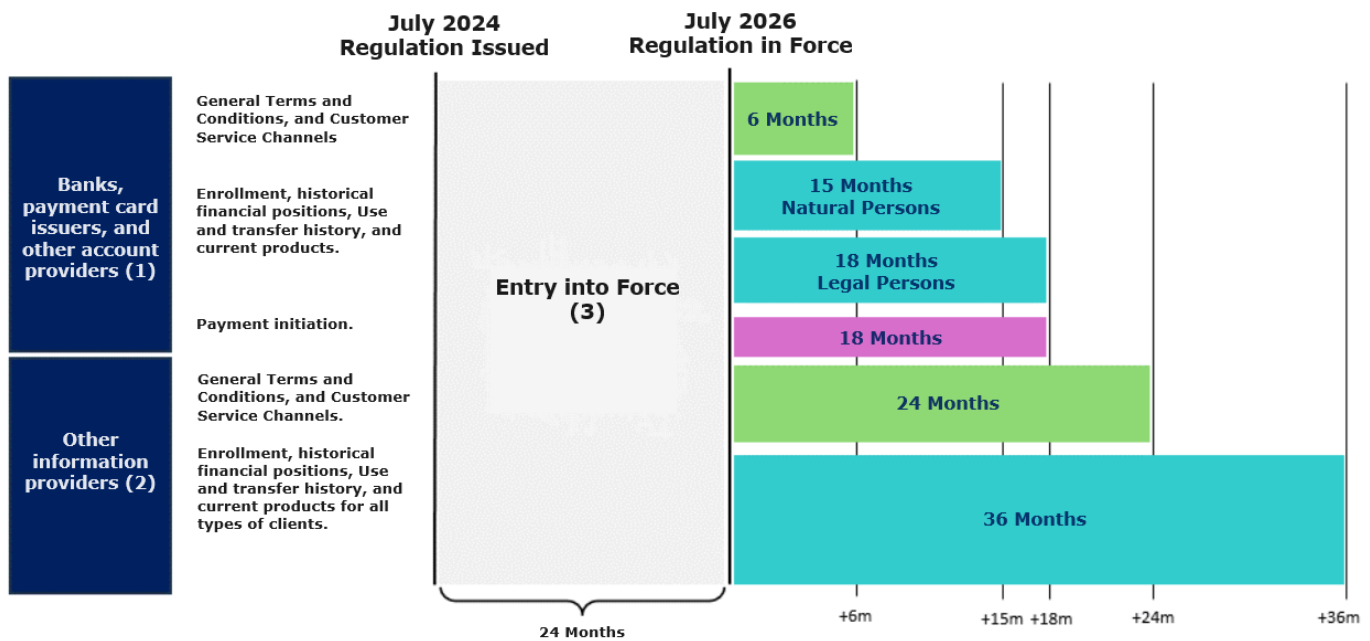 July 2024
Regulation Issued
July 2026
Regulation in Force
Banks,
payment card
issuers, and
other account
providers (1)
General Terms and
Conditions, and Customer
Service Channels
6 Months
Enrollment, historical
financial positions, Use
and transfer history, and
current products.
15 Months
Natural Persons
18 Months
Legal Persons
Entry into Force
(3)
Payment initiation.
18 Months
Other
information
providers (2)
General Terms and
Conditions, and Customer
Service Channels.
24 Months
Enrollment, historical
financial positions, Use
and transfer history, and
current products for all
types of clients.
36 Months
24 Months
+6m
+15m
+18m
+24m
+36m